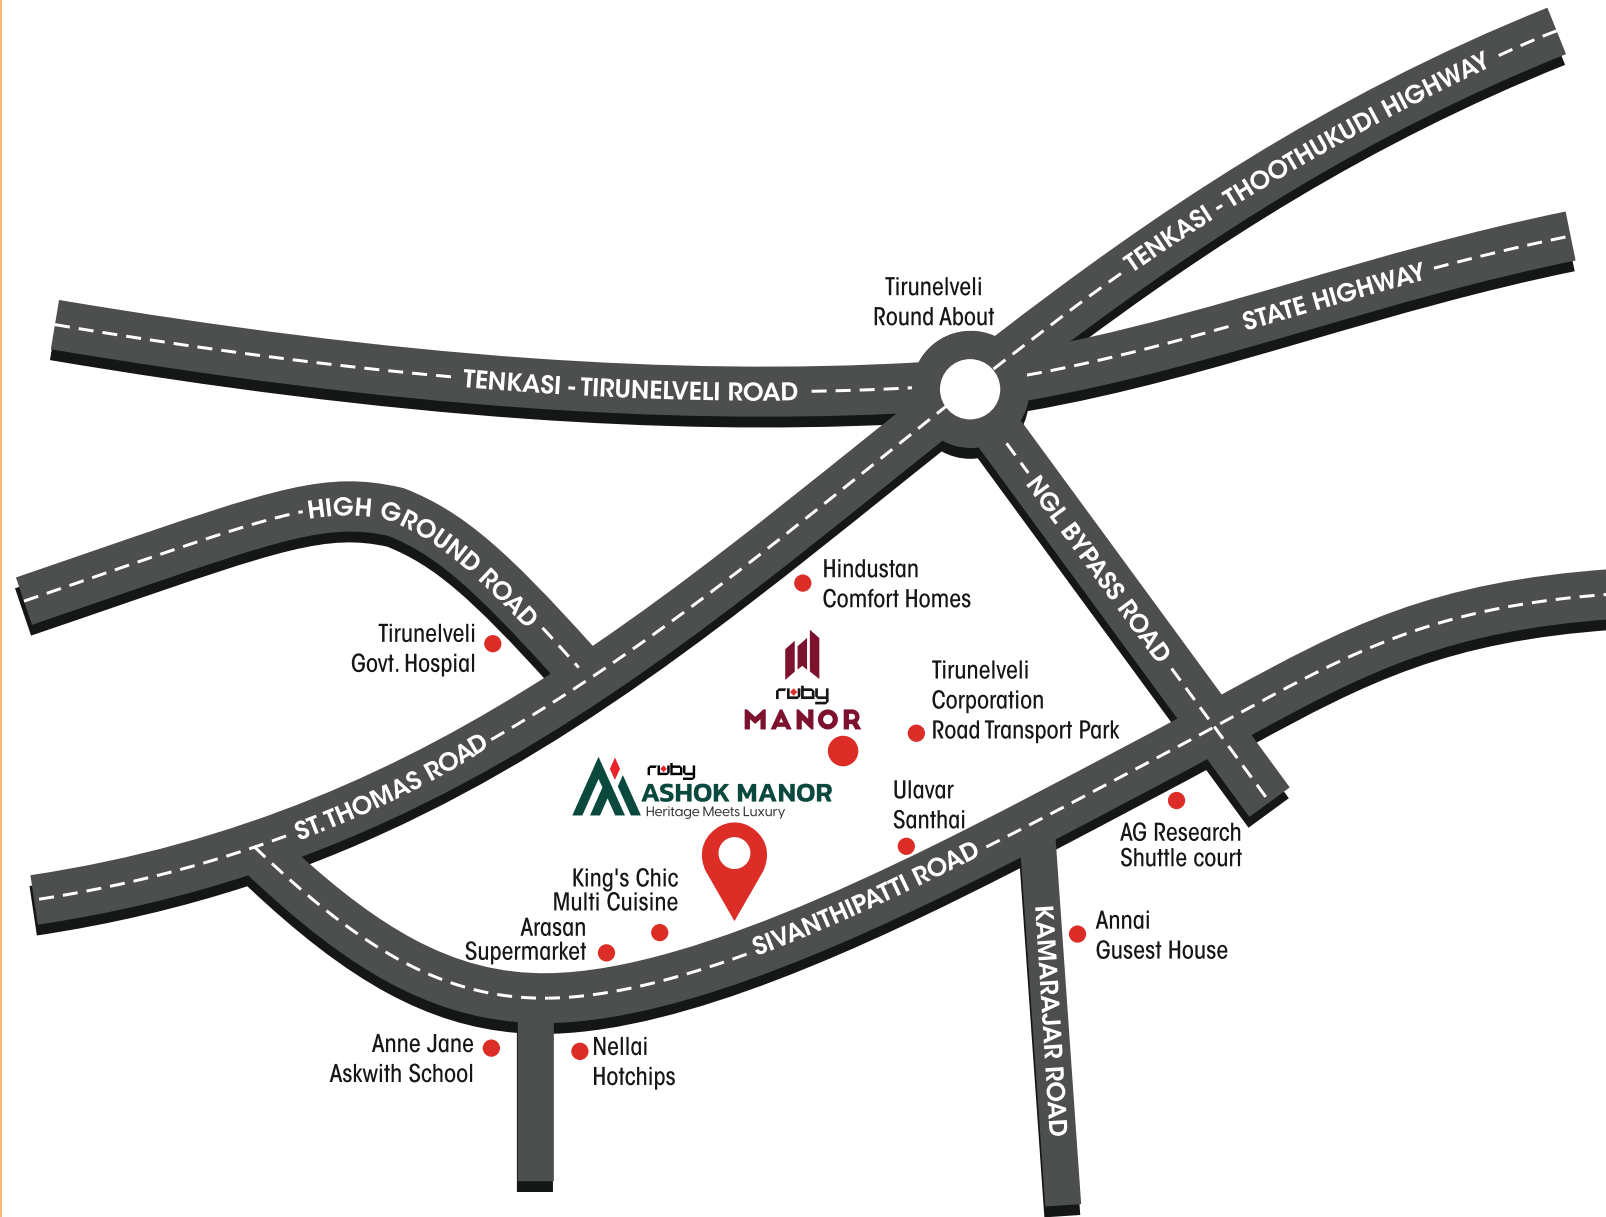 TENKASI - THOOTHUKUDI HIGHWAY
STATE HIGHWAY
Tirunelveli
Round About
TENKASI - TIRUNELVELI ROAD
HIGH GROUND ROAD
NGL BYPASS ROAD
Hindustan
Comfort Homes
Tirunelveli
Govt. Hospial
ruby
MANOR
Tirunelveli
Corporation
Road Transport Park
ST. THOMAS ROAD
ruby
ASHOK MANOR
Heritage Meets Luxury
Ulavar
Santhai
AG Research
Shuttle court
King's Chic
Multi Cuisine
Arasan
Supermarket
SIVANTHIPATTI ROAD
KAMARAJAR ROAD
Annai
Gusest House
Anne Jane
Askwith School
Nellai
Hotchips